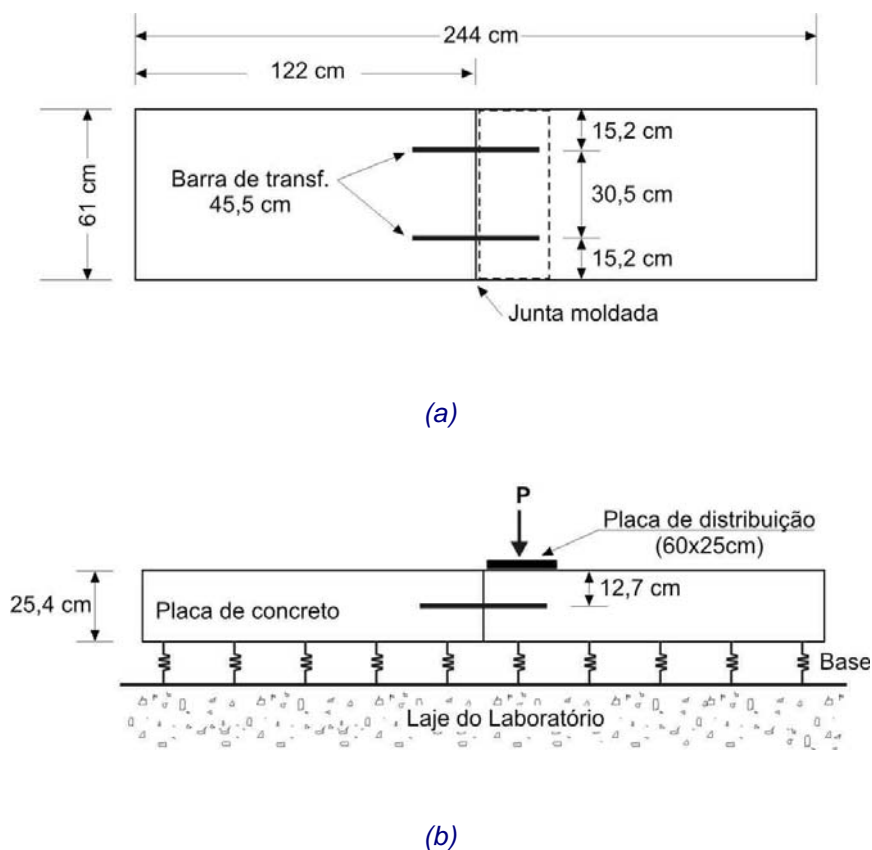 244 cm
122 cm
15,2 cm
Barra de transf.
45,5 cm
30,5 cm
61 cm
15,2 cm
Junta moldada
(a)
P
Placa de distribuição
(60x25cm)
25,4 cm
12,7 cm
Placa de concreto
Base
Laje do Laboratório
(b)